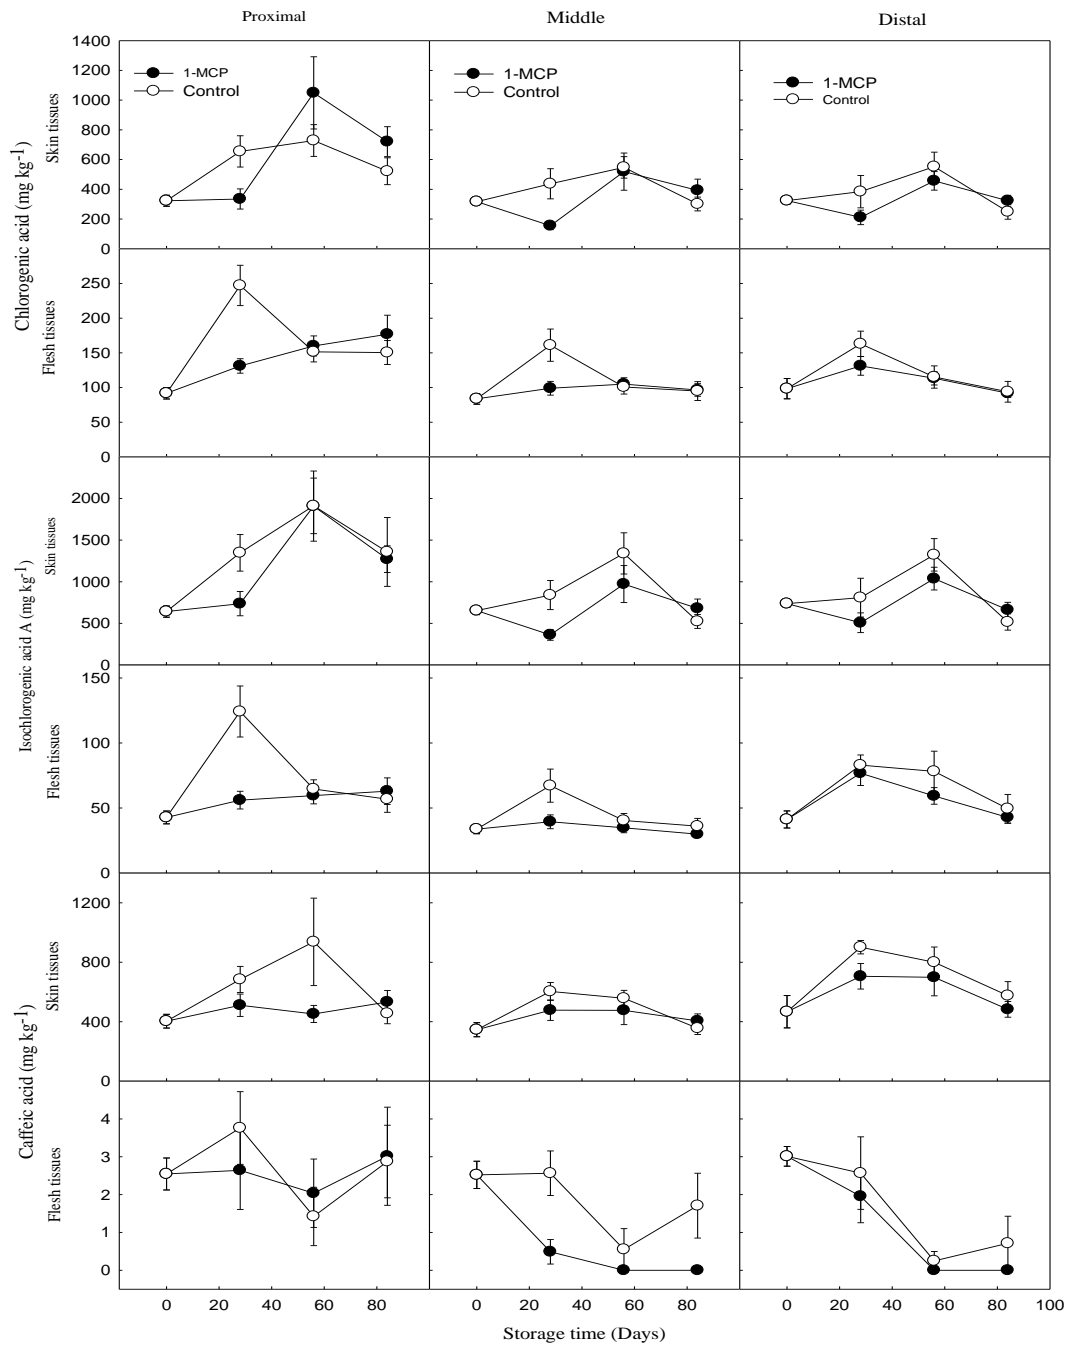 Proximal
Middle
Distal
Chlorogenic acid (mg kg-1)
Skin tissues
1400
1200
1000
800
600
400
200
0
1-MCP
Control
1-MCP
Control
1-MCP
Control
Flesh tissues
250
200
150
100
50
0
Isochlorogenic acid A (mg kg-1)
Skin tissues
2000
1500
1000
500
0
Flesh tissues
150
100
50
0
Caffeic acid (mg kg-1)
Skin tissues
1200
800
400
0
Flesh tissues
4
3
2
1
0
0 20 40 60 80 0 20 40 60 80 0 20 40 60 80 100
Storage time (Days)